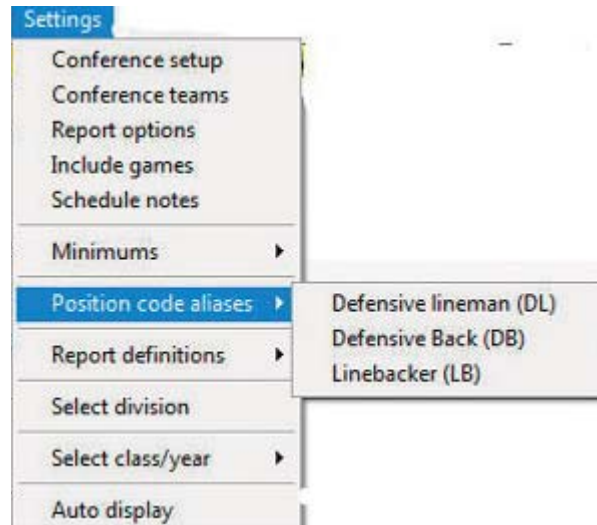 Settings
Conference setup
Conference teams
Report options
Include games
Schedule notes
Minimums
Position code aliases
Defensive lineman (DL)
Defensive Back (DB)
Linebacker (LB)
Report definitions
Select division
Select class/year
Auto display